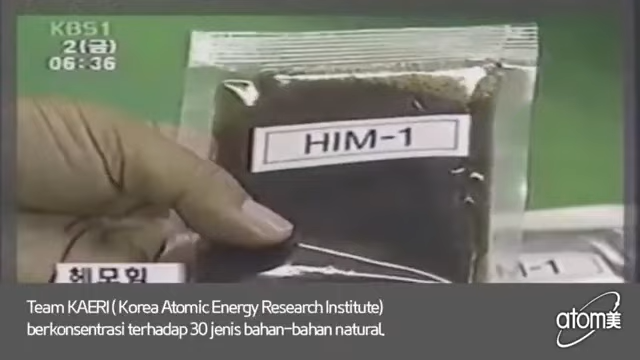 KBS1
2(금)
06:36
HIM-1
M-1
헤모힘
Team KAERI ( Korea Atomic Energy Research Institute)
berkonsentrasi terhadap 30 jenis bahan-bahan natural.
atom美